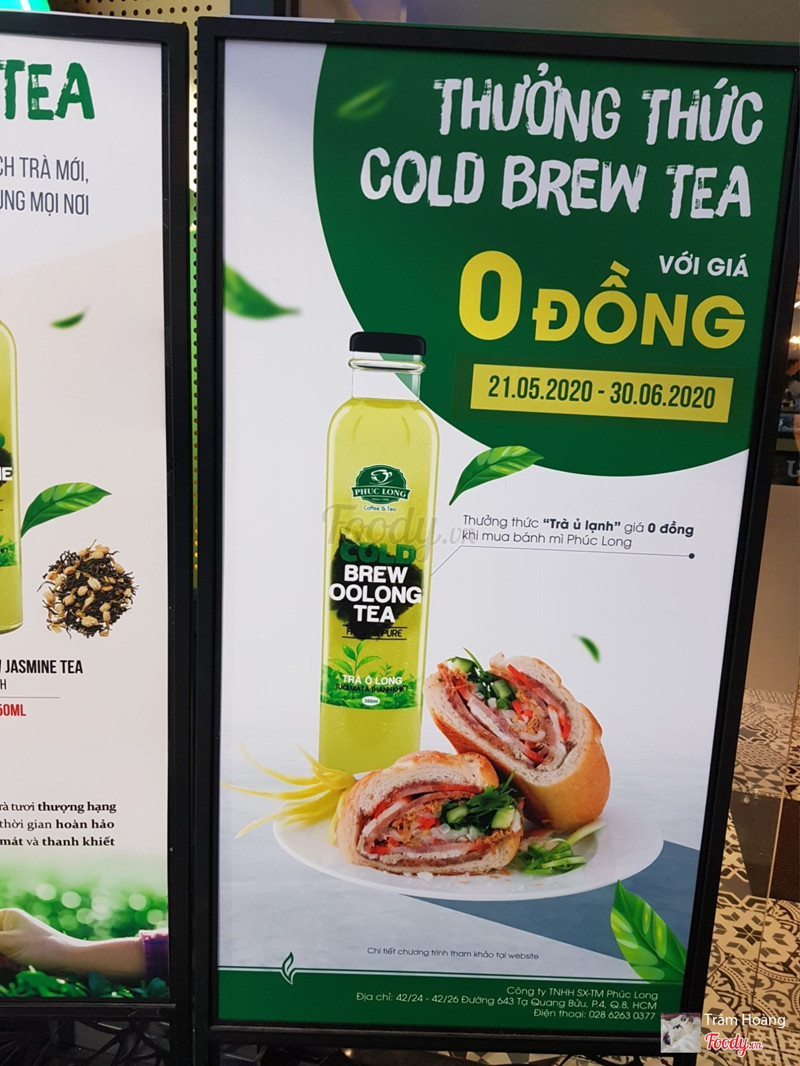 TEA
CH TRÀ MỚI,
ỤNG MỌI NƠI
JASMINE TEA
50ML
rà tươi thượng hạng
thời gian hoàn hảo
mát và thanh khiết
THƯỞNG THỨC
COLD BREW TEA
VỚI GIÁ
0 ĐỒNG
21.05.2020 - 30.06.2020
PHUC LONG
Coffee & Tea
COLD
BREW
OOLONG
TEA
TRÀ Ô LONG
Thưởng thức “Trà ủ lạnh” giá 0 đồng
khi mua bánh mì Phúc Long
Chi tiết chương trình tham khảo tại website
Công ty TNHH SX-TM Phúc Long
Địa chỉ: 42/24 - 42/26 Đường 643 Tạ Quang Bửu, P.4, Q.8, HCM
Điện thoại: 028 6263 0377
Foody.vn
Trâm Hoàng
Foody.vn